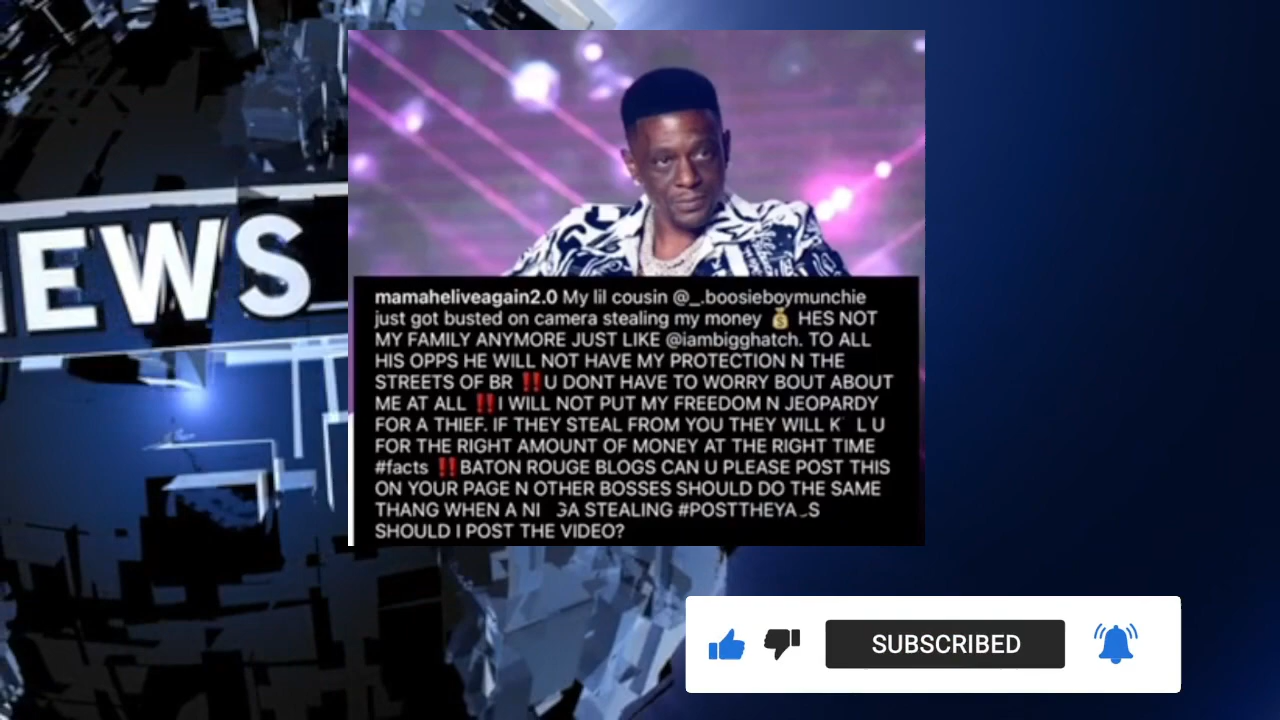 EWS
mamaheliveagain2.0 My lil cousin @_.boosieboymunchie
just got busted on camera stealing my money 💰 HES NOT
MY FAMILY ANYMORE JUST LIKE @iambigghatch. TO ALL
HIS OPPS HE WILL NOT HAVE MY PROTECTION N THE
STREETS OF BR ‼️U DONT HAVE TO WORRY BOUT ABOUT
ME AT ALL ‼️I WILL NOT PUT MY FREEDOM N JEOPARDY
FOR A THIEF. IF THEY STEAL FROM YOU THEY WILL K L U
FOR THE RIGHT AMOUNT OF MONEY AT THE RIGHT TIME
#facts ‼️BATON ROUGE BLOGS CAN U PLEASE POST THIS
ON YOUR PAGE N OTHER BOSSES SHOULD DO THE SAME
THANG WHEN A NI GA STEALING #POSTTHEYA S
SHOULD I POST THE VIDEO?
SUBSCRIBED